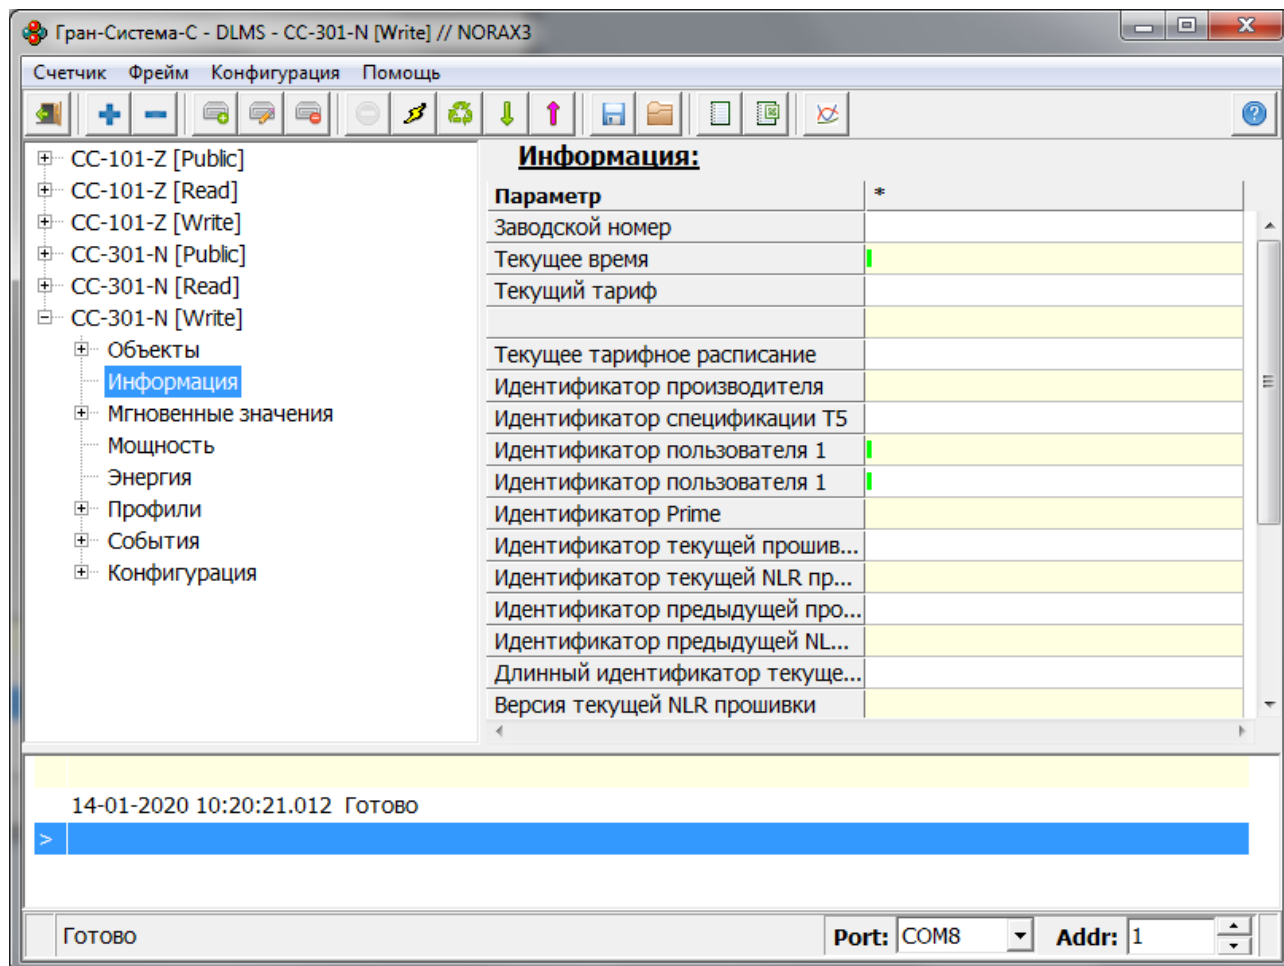 Гран-Система-С - DLMS - СС-301-N [Write] // NORAX3
Счетчик Фрейм Конфигурация Помощь
СС-101-Z [Public]
СС-101-Z [Read]
СС-101-Z [Write]
СС-301-N [Public]
СС-301-N [Read]
СС-301-N [Write]
Объекты
Информация
Мгновенные значения
Мощность
Энергия
Профили
События
Конфигурация
Информация:
Параметр *
Заводской номер
Текущее время
Текущий тариф
Текущее тарифное расписание
Идентификатор производителя
Идентификатор спецификации T5
Идентификатор пользователя 1
Идентификатор пользователя 1
Идентификатор Prime
Идентификатор текущей прошив...
Идентификатор текущей NLR пр...
Идентификатор предыдущей про...
Идентификатор предыдущей NL...
Длинный идентификатор текуще...
Версия текущей NLR прошивки
14-01-2020 10:20:21.012 Готово
>
Готово Port: COM8 Addr: 1